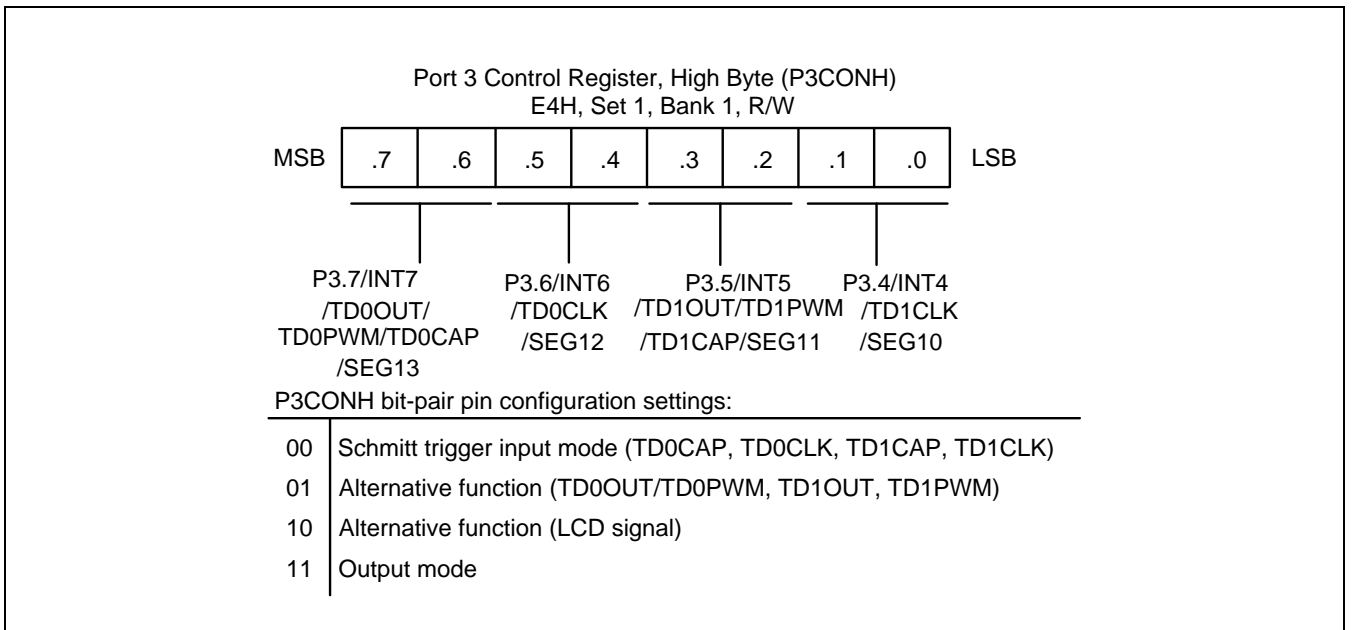 Port 3 Control Register, High Byte (P3CONH)
E4H, Set 1, Bank 1, R/W
MSB .7 .6 .5 .4 .3 .2 .1 .0 LSB
P3.7/INT7
/TD0OUT/
TD0PWM/TD0CAP
/SEG13
P3.6/INT6
/TD0CLK
/SEG12
P3.5/INT5
/TD1OUT/TD1PWM
/TD1CAP/SEG11
P3.4/INT4
/TD1CLK
/SEG10
P3CONH bit-pair pin configuration settings:
00 Schmitt trigger input mode (TD0CAP, TD0CLK, TD1CAP, TD1CLK)
01 Alternative function (TD0OUT/TD0PWM, TD1OUT, TD1PWM)
10 Alternative function (LCD signal)
11 Output mode